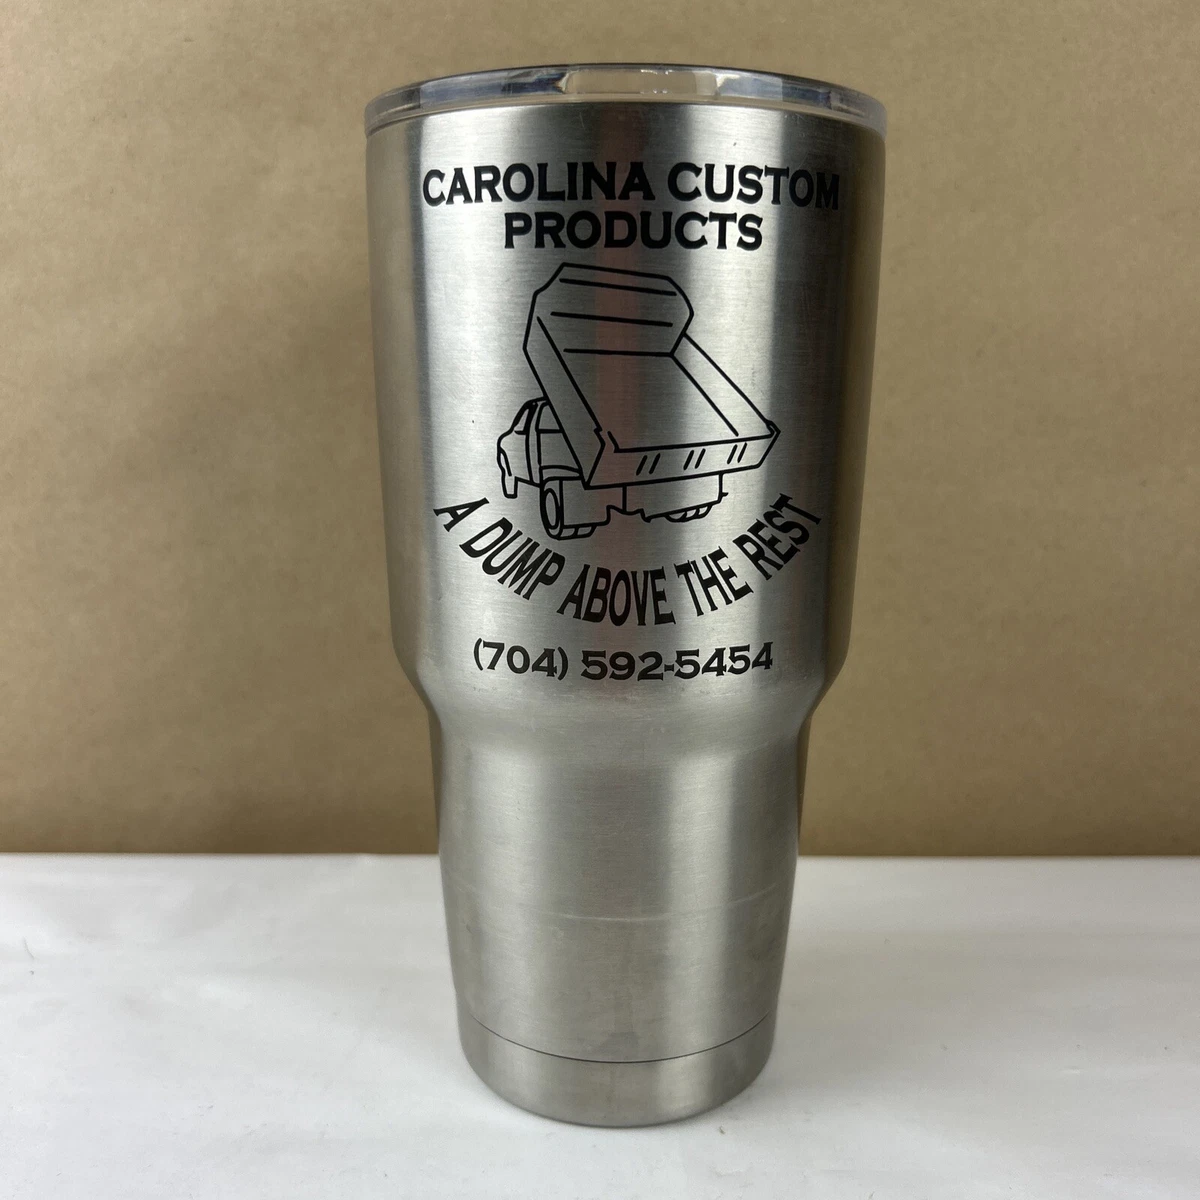 CAROLINA CUSTOM
PRODUCTS
A DUMP ABOVE THE REST
(704) 592-5454